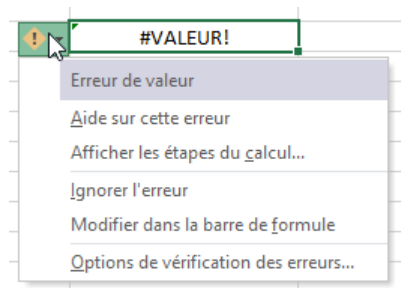 #VALEUR!
Erreur de valeur
Aide sur cette erreur
Afficher les étapes du calcul...
Ignorer l'erreur
Modifier dans la barre de formule
Options de vérification des erreurs...